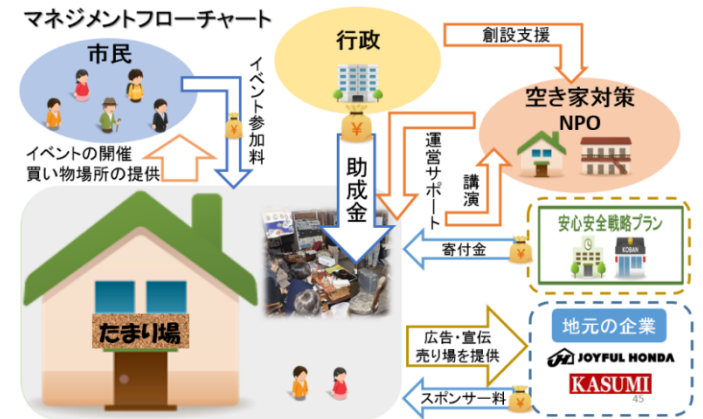 マネジメントフローチャート
市民
行政
創設支援
空き家対策
NPO
イベント参加料
イベントの開催
買い物場所の提供
助成金
運営サポート
講演
安心安全戦略プラン
KOBAN
寄付金
たまり場
広告・宣伝
売り場を提供
地元の企業
JOYFUL HONDA
KASUMI
スポンサー料
45